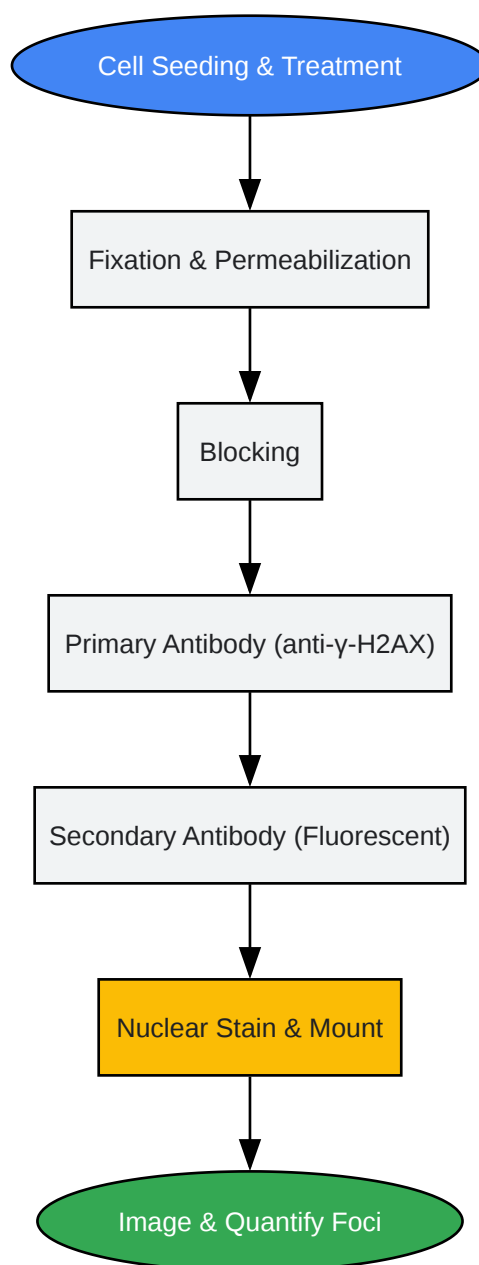 Cell Seeding & Treatment
Fixation & Permeabilization
Blocking
Primary Antibody (anti-γ-H2AX)
Secondary Antibody (Fluorescent)
Nuclear Stain & Mount
Image & Quantify Foci